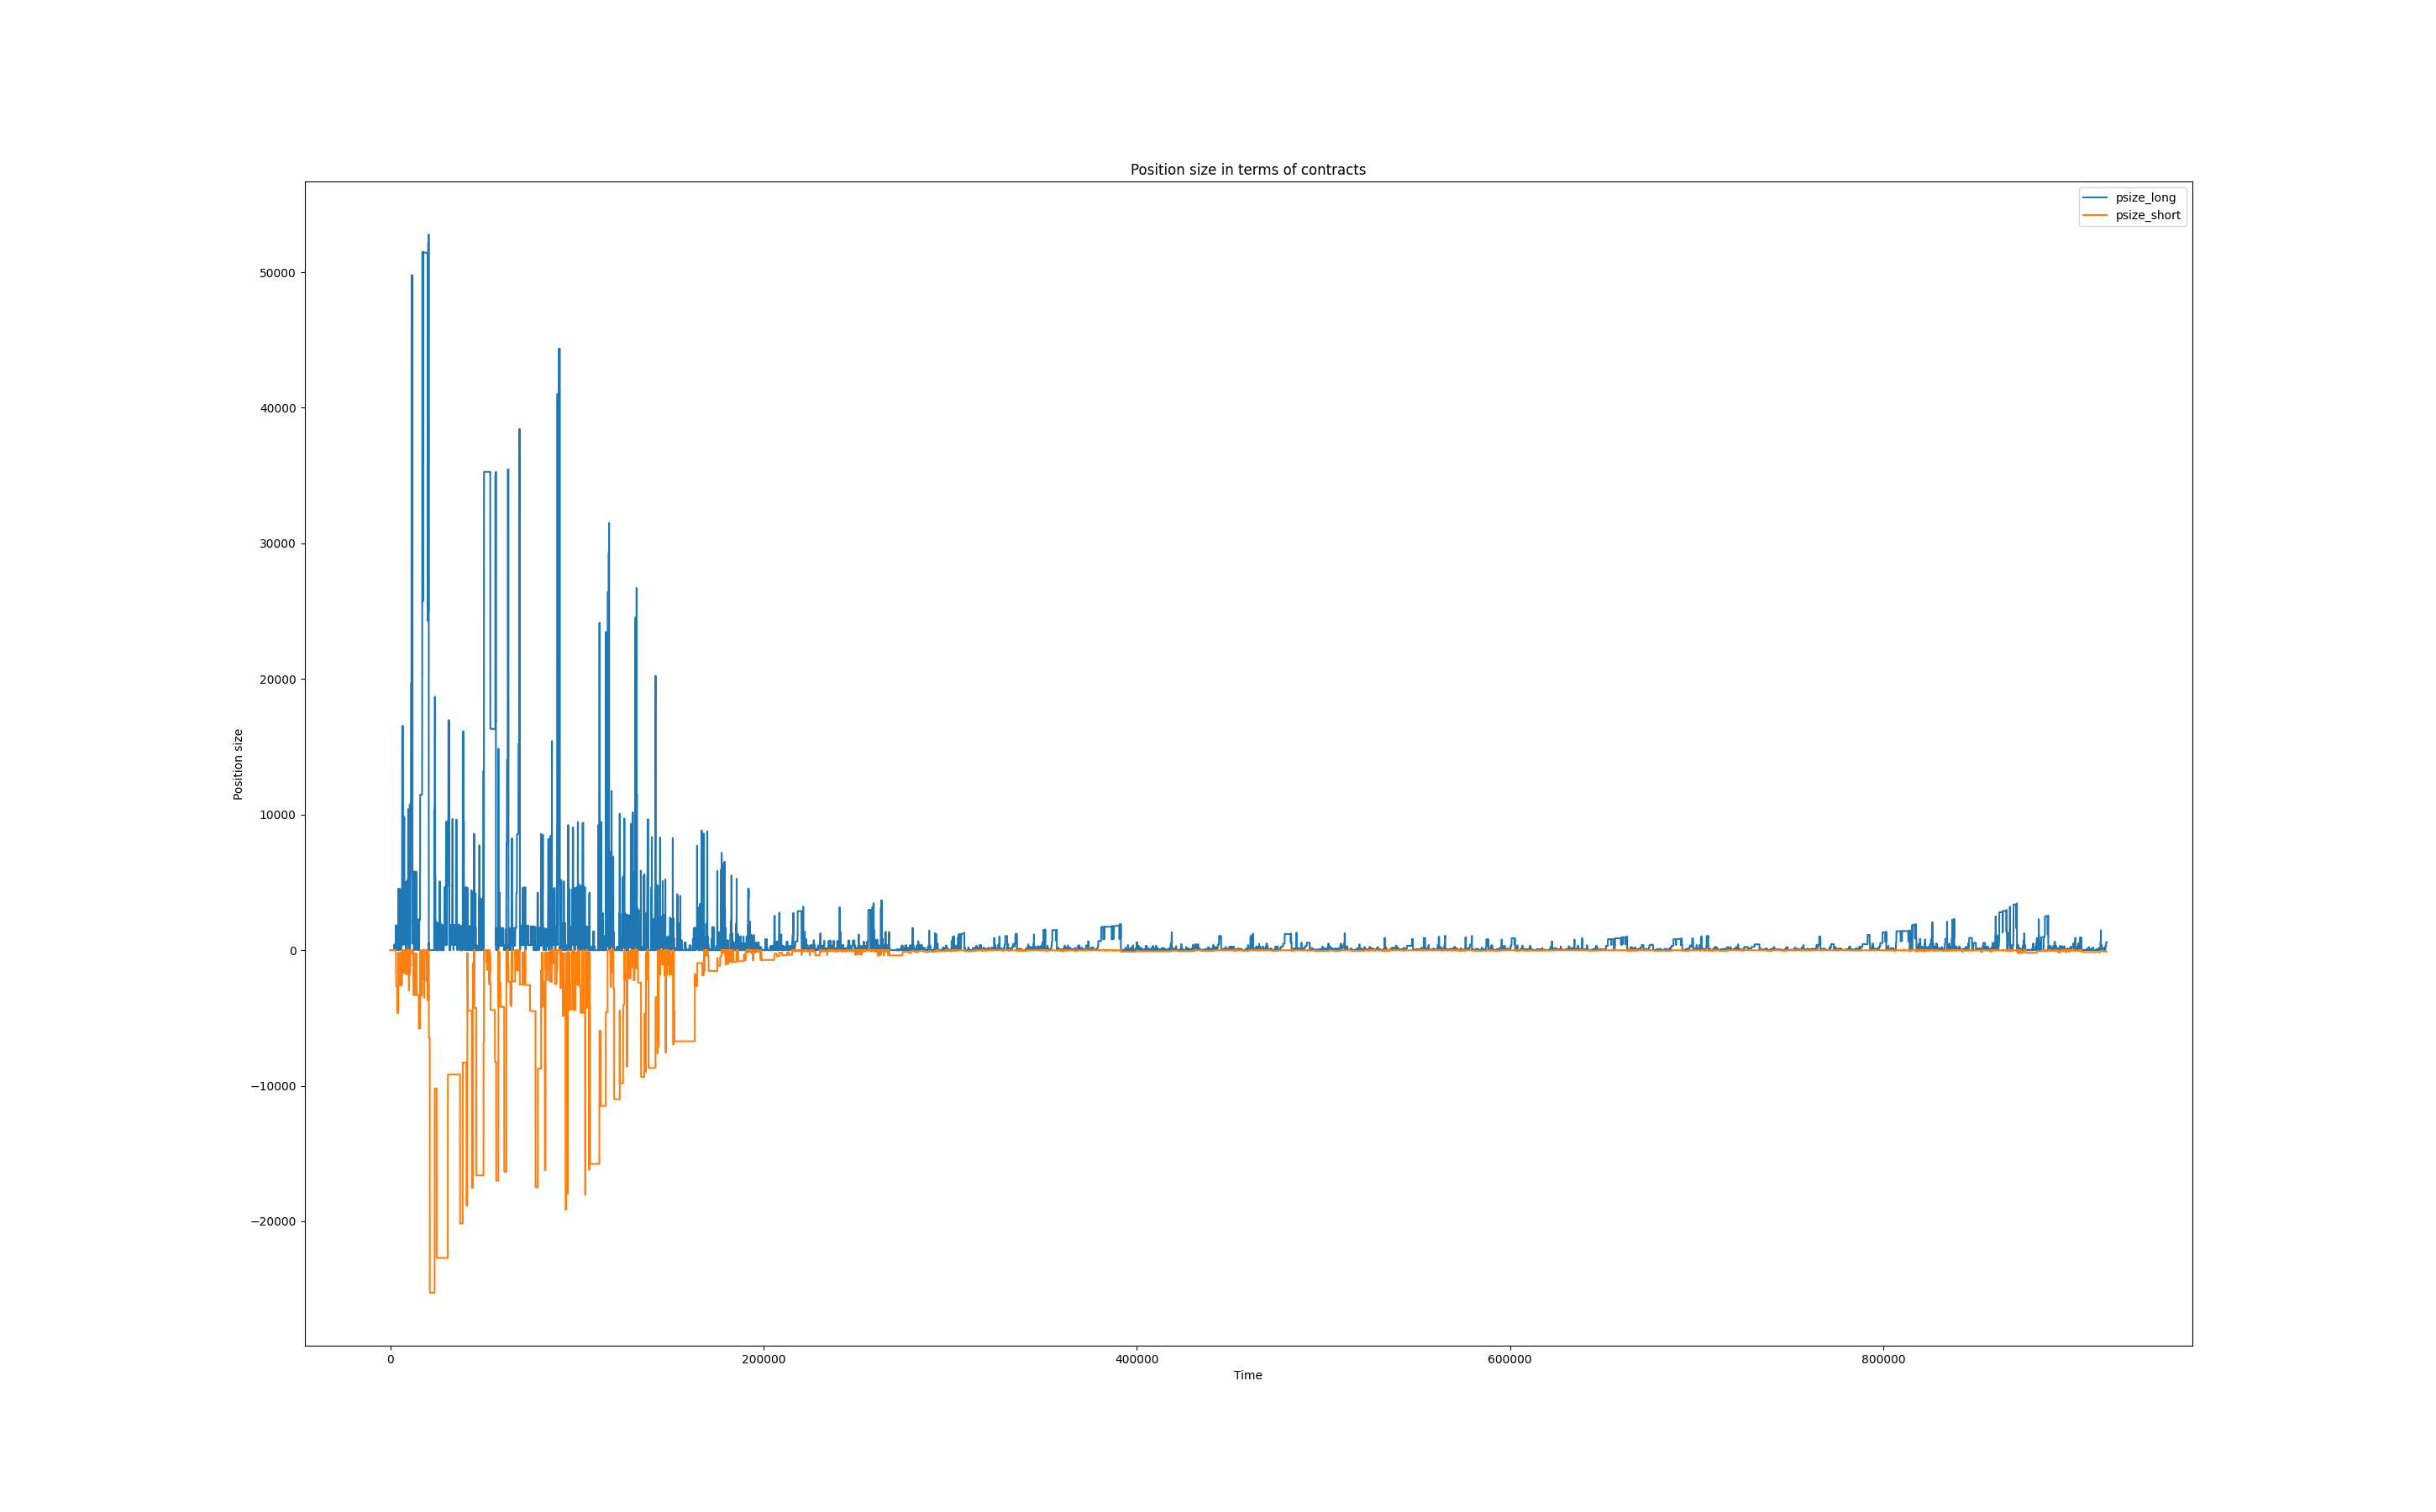 Position size in terms of contracts
psize_long
psize_short
Position size
50000
40000
30000
20000
10000
0
−10000
−20000
0
200000
400000
600000
800000
Time